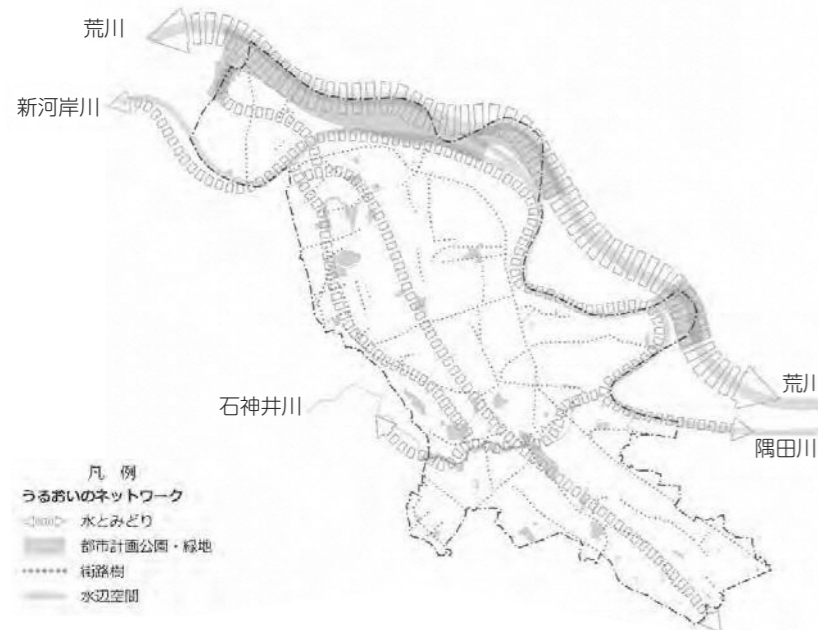 荒川
新河岸川
石神井川
荒川
隅田川
凡例
うるおいのネットワーク
水とみどり
都市計画公園・緑地
街路樹
水辺空間